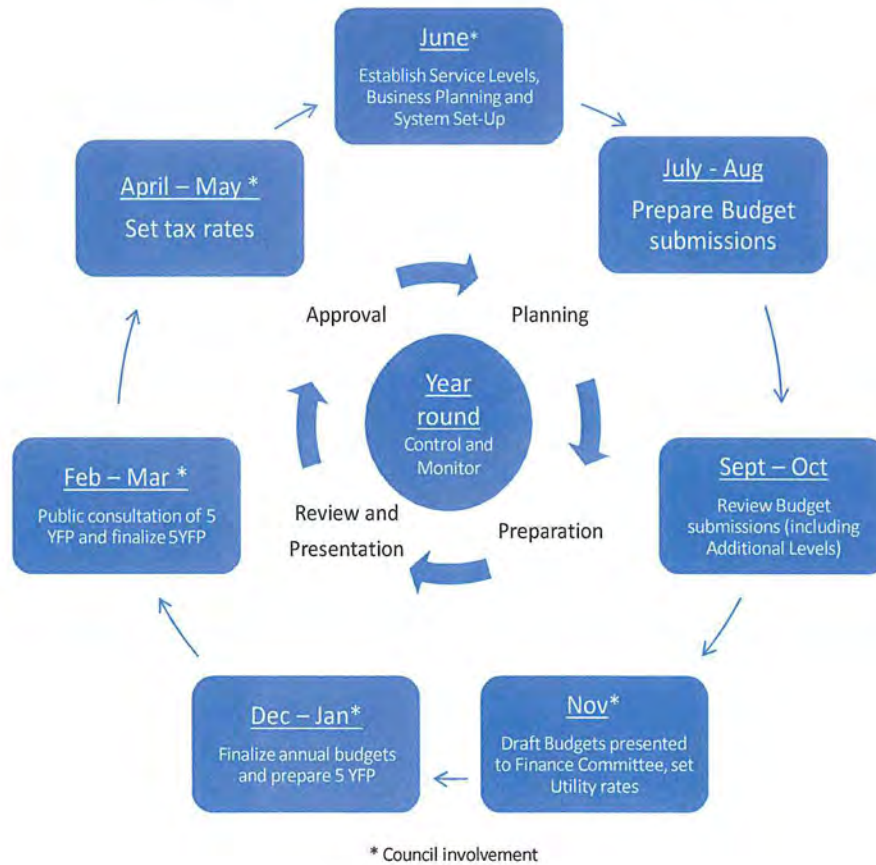 June*
Establish Service Levels,
Business Planning and
System Set-Up
July - Aug
Prepare Budget
submissions
Sept – Oct
Review Budget
submissions (including
Additional Levels)
Nov*
Draft Budgets presented
to Finance Committee, set
Utility rates
Dec – Jan*
Finalize annual budgets
and prepare 5 YFP
Feb – Mar *
Public consultation of 5
YFP and finalize 5YFP
April – May *
Set tax rates
Approval
Planning
Preparation
Review and
Presentation
Year
round
Control and
Monitor
* Council involvement